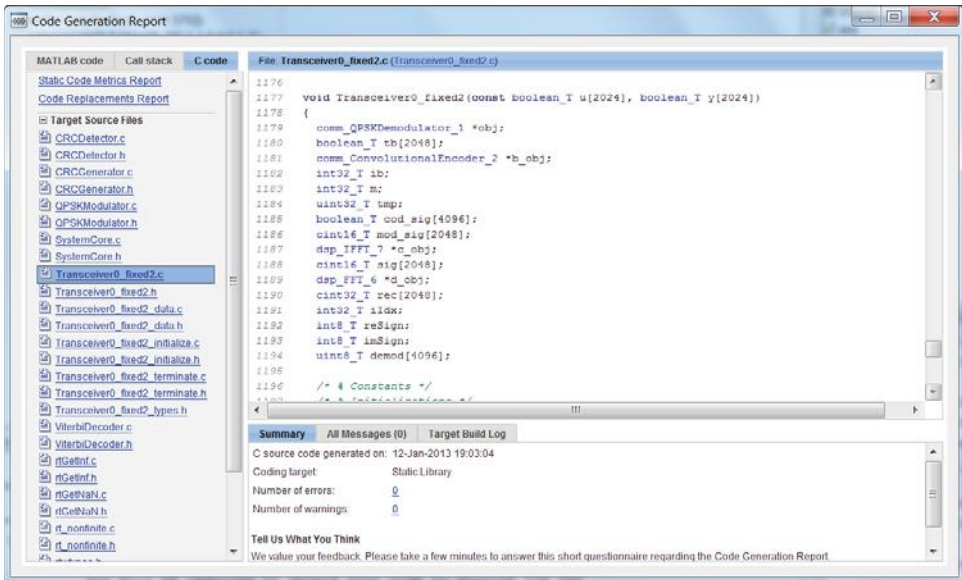 Code Generation Report
MATLAB code
Call stack
C code
Static Code Metrics Report
Code Replacements Report
Target Source Files
CRCDetector.c
CRCDetector.h
CRCGenerator.c
CRCGenerator.h
QPSKModulator.c
QPSKModulator.h
SystemCore.c
SystemCore.h
Transceiver0_fixed2.c
Transceiver0_fixed2.h
Transceiver0_fixed2_data.c
Transceiver0_fixed2_data.h
Transceiver0_fixed2_initialize.c
Transceiver0_fixed2_initialize.h
Transceiver0_fixed2_terminate.c
Transceiver0_fixed2_terminate.h
Transceiver0_fixed2_types.h
ViterbiDecoder.c
ViterbiDecoder.h
rtGetInf.c
rtGetInf.h
rtGetNaN.c
rtGetNaN.h
rt_nonfinite.c
rt_nonfinite.h
File: Transceiver0_fixed2.c (Transceiver0_fixed2.c)
1176
1177 void Transceiver0_fixed2(const boolean_T u[2024], boolean_T y[2024])
1178 {
1179 comm_QPSKDemodulator_1 *obj;
1180 boolean_T tb[2048];
1181 comm_ConvolutionalEncoder_2 *b_obj;
1182 int32_T ib;
1183 int32_T m;
1184 uint32_T tmp;
1185 boolean_T cod_sig[4096];
1186 cint16_T mod_sig[2048];
1187 dsp_IFFT_7 *c_obj;
1188 cint16_T sig[2048];
1189 dsp_FFT_6 *d_obj;
1190 cint32_T rec[2048];
1191 int32_T iIdx;
1192 int8_T reSign;
1193 int8_T imSign;
1194 uint8_T demod[4096];
1195
1196 /* % Constants */
Summary
All Messages (0)
Target Build Log
C source code generated on: 12-Jan-2013 19:03:04
Coding target: Static Library
Number of errors: 0
Number of warnings: 0
Tell Us What You Think
We value your feedback. Please take a few minutes to answer this short questionnaire regarding the Code Generation Report